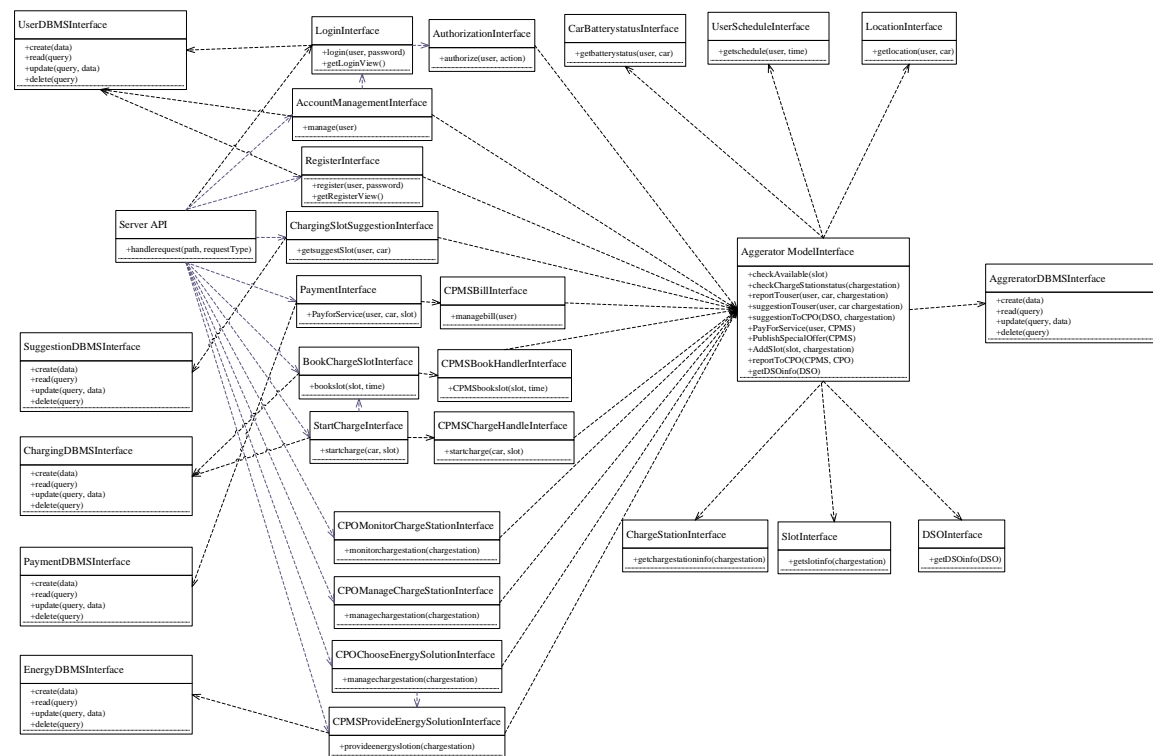 UserDBMSInterface
+create(data)
+read(query)
+update(query, data)
+delete(query)
LoginInterface
+login(user, password)
+getLoginView()
AuthorizationInterface
+authorize(user, action)
CarBatterystatusInterface
+getbatterystatus(user, car)
UserScheduleInterface
+getschedule(user, time)
LocationInterface
+getlocation(user, car)
AccountManagementInterface
+manage(user)
RegisterInterface
+register(user, password)
+getRegisterView()
Server API
+handlerequest(path, requestType)
ChargingSlotSuggestionInterface
+getsuggestSlot(user, car)
PaymentInterface
+PayforService(user, car, slot)
CPMSBillInterface
+managebill(user)
Aggerator ModelInterface
+checkAvailable(slot)
+checkChargeStationstatus(chargestation)
+reportTouser(user, car, chargestation)
+suggestionTouser(user, car chargestation)
+suggestionToCPO(DSO, chargestation)
+PayForService(user, CPMS)
+PublishSpecialOffer(CPMS)
+AddSlot(slot, chargestation)
+reportToCPO(CPMS, CPO)
+getDSOinfo(DSO)
AggreratorDBMSInterface
+create(data)
+read(query)
+update(query, data)
+delete(query)
SuggestionDBMSInterface
+create(data)
+read(query)
+update(query, data)
+delete(query)
BookChargeSlotInterface
+bookslot(slot, time)
CPMSBookHandlerInterface
+CPMSbookslot(slot, time)
StartChargeInterface
+startcharge(car, slot)
CPMSChargeHandleInterface
+startcharge(car, slot)
ChargingDBMSInterface
+create(data)
+read(query)
+update(query, data)
+delete(query)
CPOMonitorChargeStationInterface
+monitorchargestation(chargestation)
ChargeStationInterface
+getchargestationinfo(chargestation)
SlotInterface
+getslotinfo(chargestation)
DSOInterface
+getDSOinfo(DSO)
PaymentDBMSInterface
+create(data)
+read(query)
+update(query, data)
+delete(query)
CPOManageChargeStationInterface
+managechargestation(chargestation)
CPOChooseEnergySolutionInterface
+managechargestation(chargestation)
EnergyDBMSInterface
+create(data)
+read(query)
+update(query, data)
+delete(query)
CPMSProvideEnergySolutionInterface
+provideenergyslotion(chargestation)